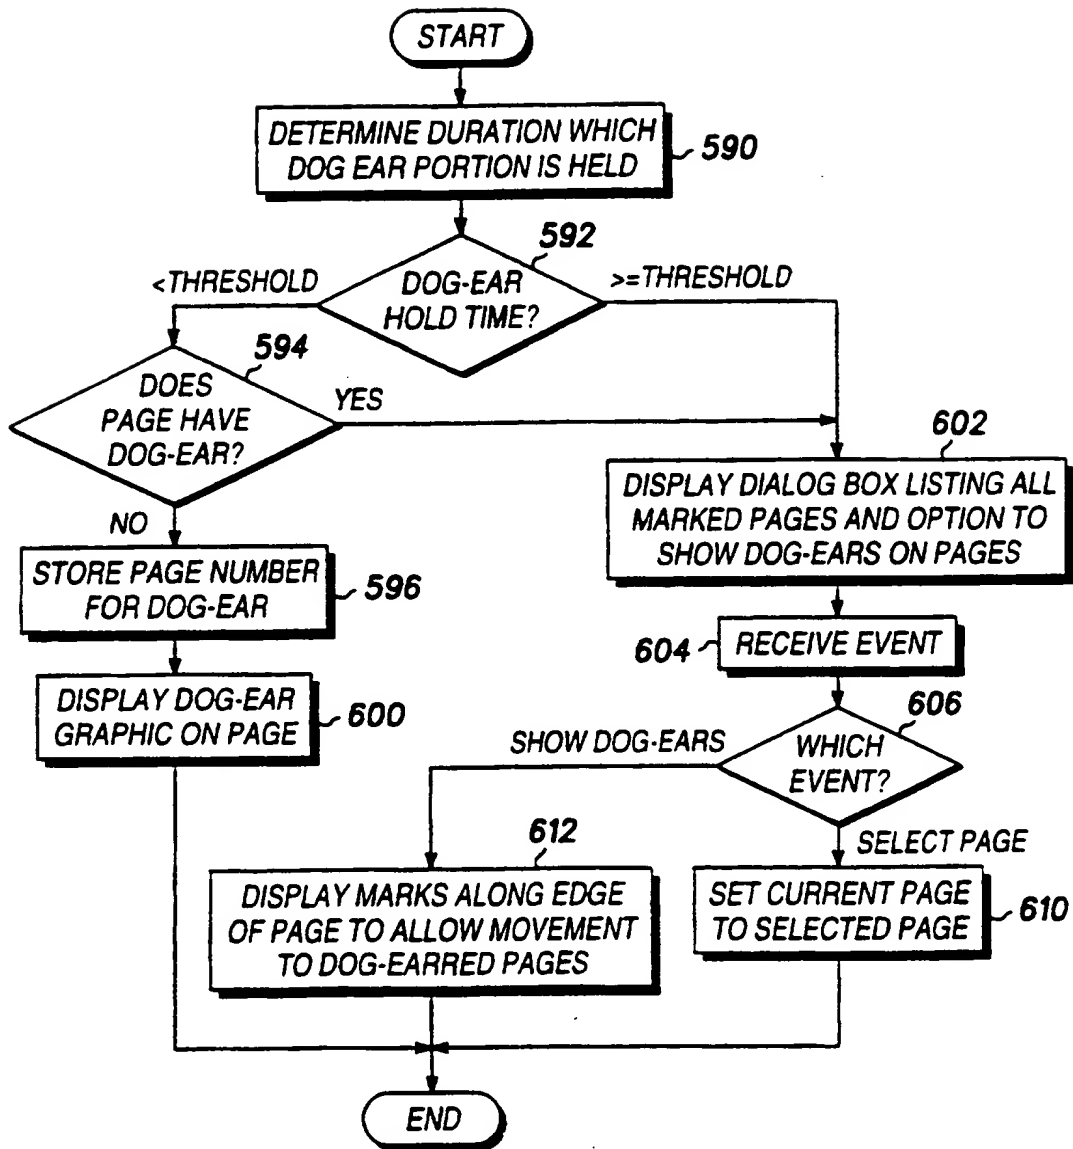 START
DETERMINE DURATION WHICH
DOG EAR PORTION IS HELD
590
592
<THRESHOLD
DOG-EAR
HOLD TIME?
>=THRESHOLD
594
DOES
PAGE HAVE
DOG-EAR?
YES
NO
602
DISPLAY DIALOG BOX LISTING ALL
MARKED PAGES AND OPTION TO
SHOW DOG-EARS ON PAGES
STORE PAGE NUMBER
FOR DOG-EAR
596
604
RECEIVE EVENT
DISPLAY DOG-EAR
GRAPHIC ON PAGE
600
606
SHOW DOG-EARS
WHICH
EVENT?
SELECT PAGE
612
DISPLAY MARKS ALONG EDGE
OF PAGE TO ALLOW MOVEMENT
TO DOG-EARRED PAGES
SET CURRENT PAGE
TO SELECTED PAGE
610
END